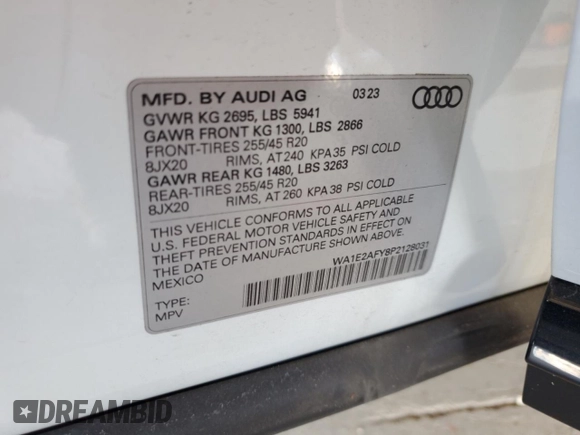 MFD. BY AUDI AG 03 23
GVWR KG 2695, LBS 5941
GAWR FRONT KG 1300, LBS 2866
FRONT-TIRES 255/45 R20
8JX20 RIMS, AT 240 KPA 35 PSI COLD
GAWR REAR KG 1480, LBS 3263
REAR-TIRES 255/45 R20
8JX20 RIMS, AT 260 KPA 38 PSI COLD
THIS VEHICLE CONFORMS TO ALL APPLICABLE
U.S. FEDERAL MOTOR VEHICLE SAFETY AND
THEFT PREVENTION STANDARDS IN EFFECT ON
THE DATE OF MANUFACTURE SHOWN ABOVE
MEXICO
WA1E2AFY8P2128031
TYPE:
MPV
DREAMBID